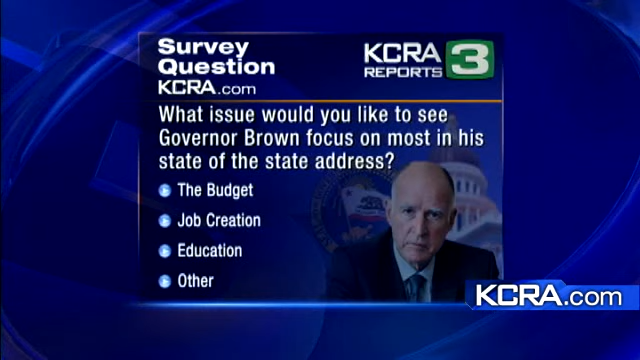 Survey
Question
KCRA.com
KCRA 3
REPORTS
What issue would you like to see
Governor Brown focus on most in his
state of the state address?
The Budget
Job Creation
Education
Other
KCRA.com